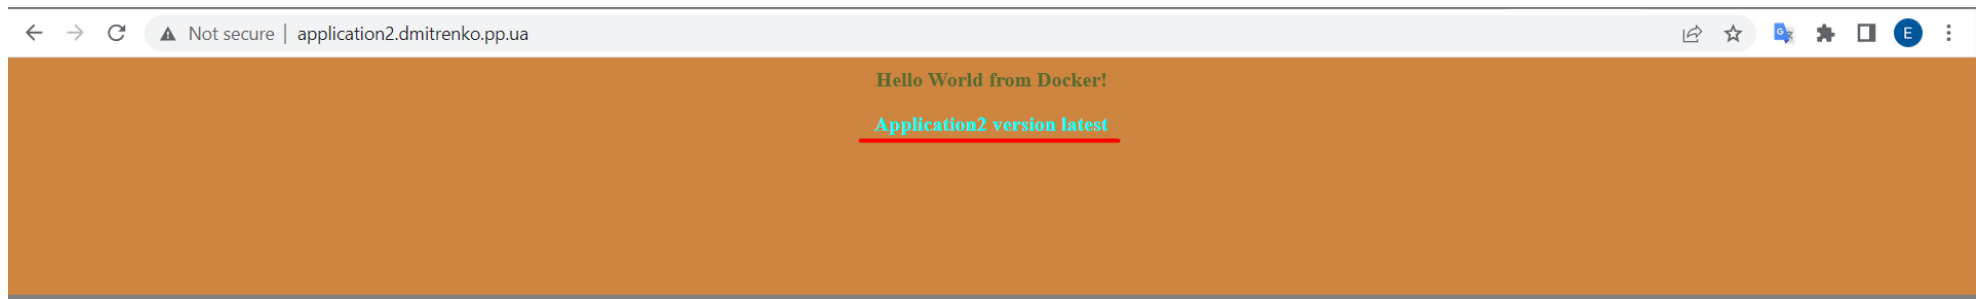 Not secure | application2.dmitrenko.pp.ua
E
Hello World from Docker!
Application2 version latest